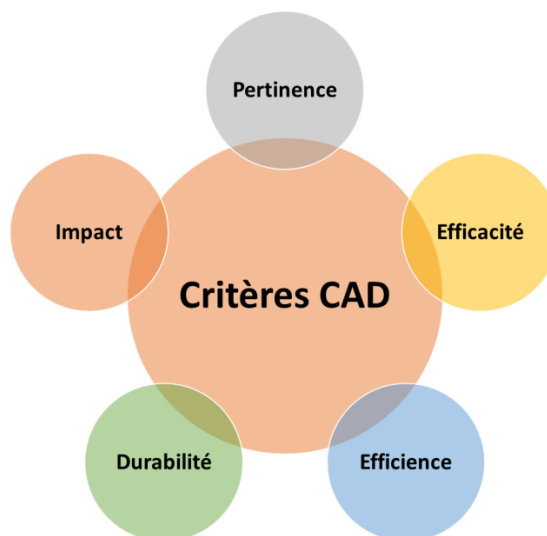 Pertinence
Impact
Efficacité
Critères CAD
Durabilité
Efficience